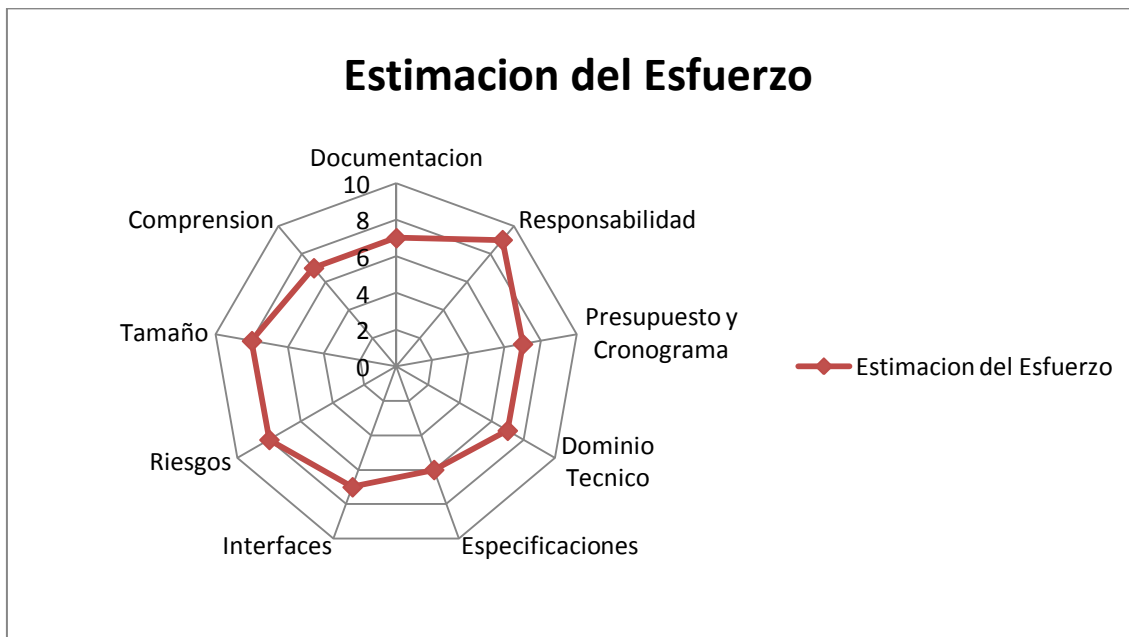 Estimacion del Esfuerzo
Documentacion
10
Comprension
Responsabilidad
8
6
Tamaño
Presupuesto y
Cronograma
4
2
0
Estimacion del Esfuerzo
Riesgos
Dominio
Tecnico
Interfaces
Especificaciones